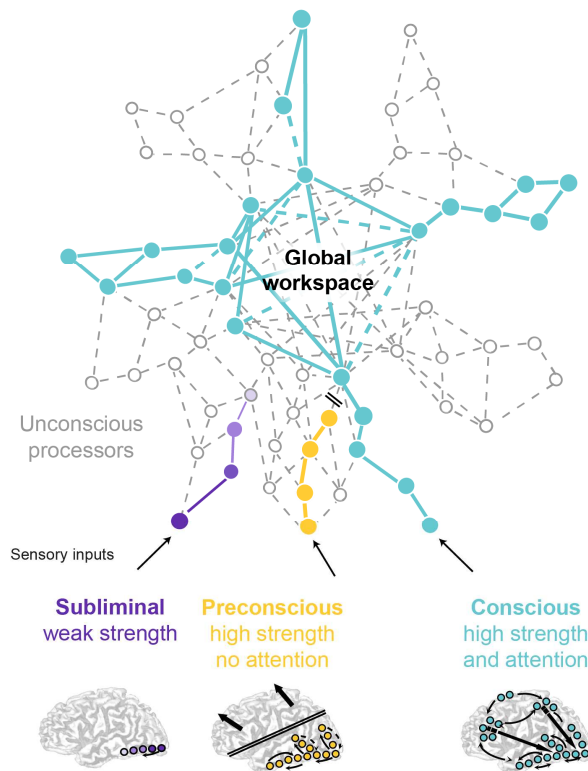 Global
workspace
Unconscious
processors
Sensory inputs
Subliminal
weak strength
Preconscious
high strength
no attention
Conscious
high strength
and attention